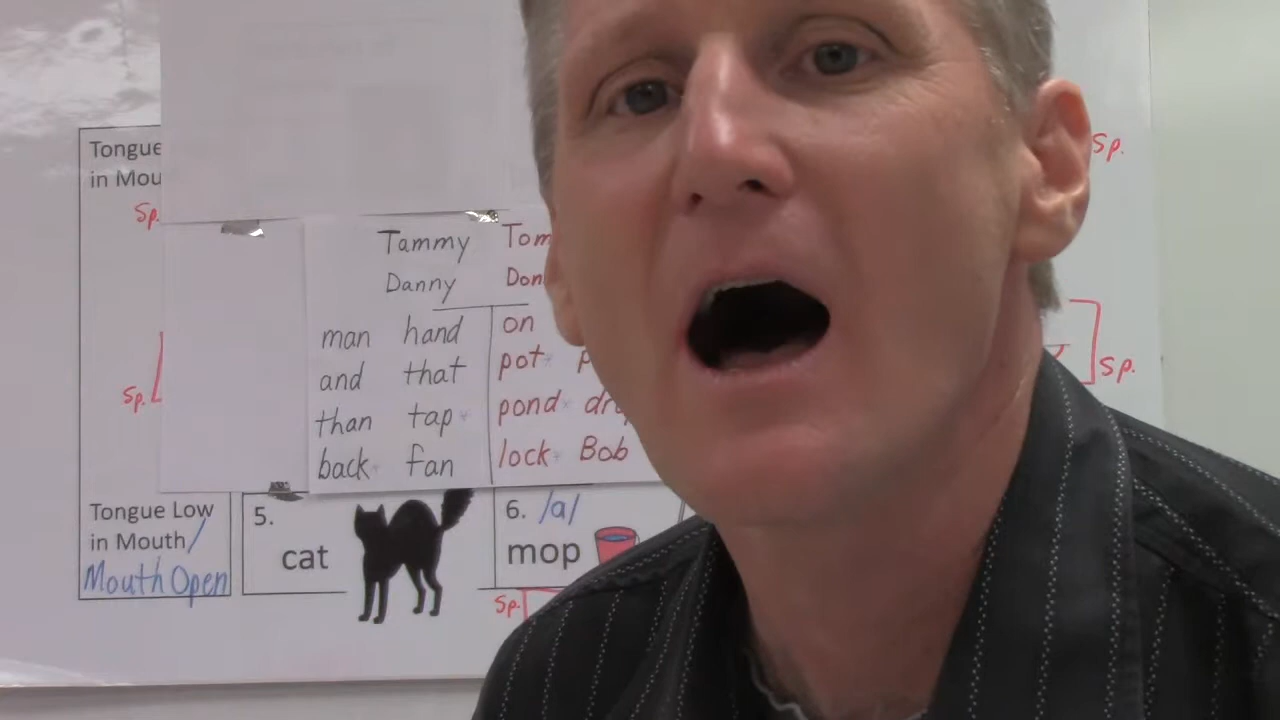 Tongue
in Mou
Sp.
Sp.
Tammy Tom
Danny Don
man hand on
and that pot
than tap pond
back fan lock Bob
Sp.
Sp.
Tongue Low
in Mouth/
Mouth Open
5.
cat
6. /a/
mop
Sp.